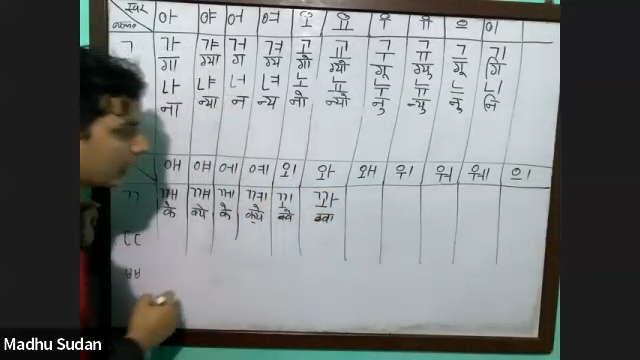 स्वर 아 야 어 여 오 요 우 유 으 이
ㄱ 가 갸 거 겨 고 교 구 규 그 기
गा ग्या ग ग्य गो ग्यो गू ग्यू गू गि
나 냐 너 녀 노 뇨 누 뉴 느 니
ना न्या न न्य नो न्यो नु न्यु नु नि
애 얘 에 예 외 와 왜 위 워 웨 의
ㄲ 깨 꺠 께 꼐 꾀 꽈
के क्ये के क्ये क्वे क्वा
ㄸ
ㅃ
Madhu Sudan